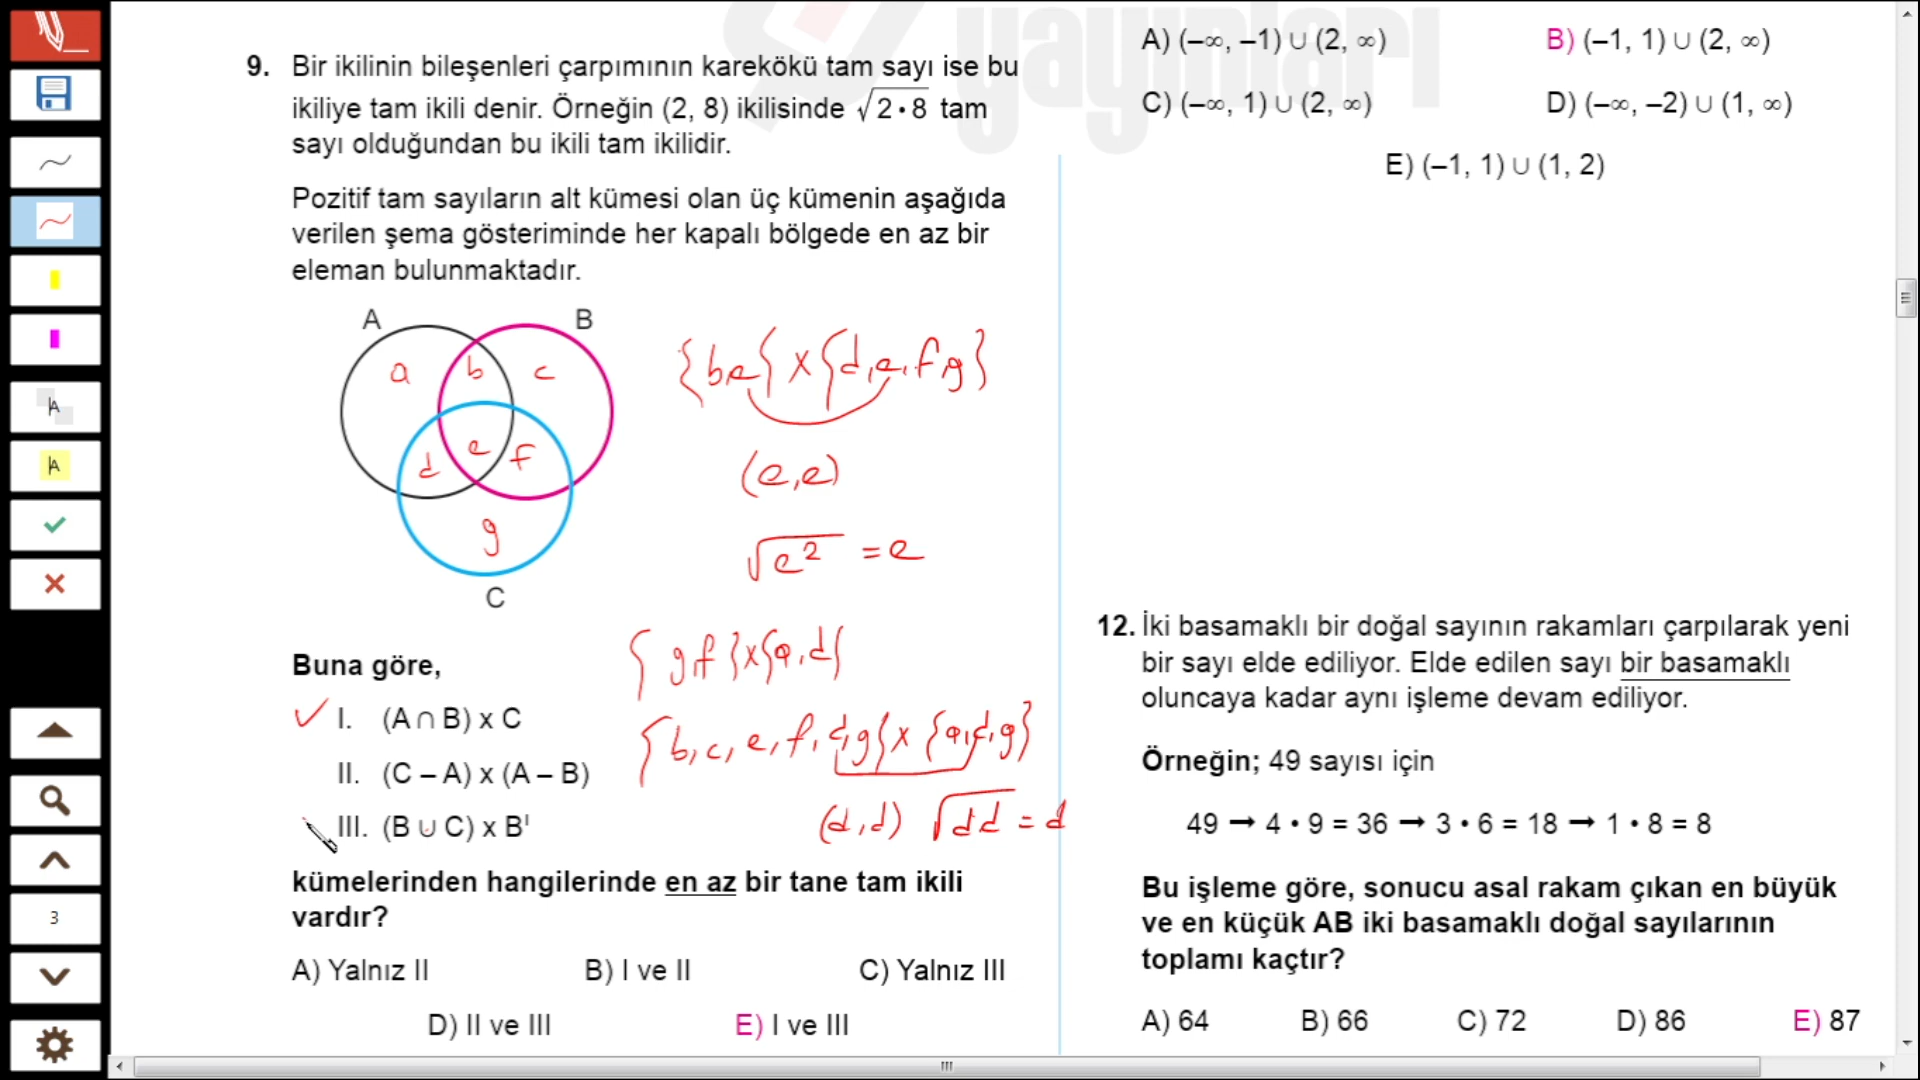 yayınları
9. Bir ikilinin bileşenleri çarpımının karekökü tam sayı ise bu
ikiliye tam ikili denir. Örneğin (2, 8) ikilisinde √2•8 tam
sayı olduğundan bu ikili tam ikilidir.
Pozitif tam sayıların alt kümesi olan üç kümenin aşağıda
verilen şema gösteriminde her kapalı bölgede en az bir
eleman bulunmaktadır.
A B
a b c
d e f
g
C
{b,e} x {d,e,f,g}
(e,e)
√e² = e
{g,f} x {a,d}
{b,c,e,f,d,g} x {a,d,g}
(d,d) √dd = d
Buna göre,
✓ I. (A ∩ B) x C
II. (C – A) x (A – B)
III. (B ∪ C) x B'
kümelerinden hangilerinde en az bir tane tam ikili
vardır?
A) Yalnız II B) I ve II C) Yalnız III
D) II ve III E) I ve III
A) (–∞, –1) ∪ (2, ∞) B) (–1, 1) ∪ (2, ∞)
C) (–∞, 1) ∪ (2, ∞) D) (–∞, –2) ∪ (1, ∞)
E) (–1, 1) ∪ (1, 2)
12. İki basamaklı bir doğal sayının rakamları çarpılarak yeni
bir sayı elde ediliyor. Elde edilen sayı bir basamaklı
oluncaya kadar aynı işleme devam ediliyor.
Örneğin; 49 sayısı için
49 → 4 • 9 = 36 → 3 • 6 = 18 → 1 • 8 = 8
Bu işleme göre, sonucu asal rakam çıkan en büyük
ve en küçük AB iki basamaklı doğal sayılarının
toplamı kaçtır?
A) 64 B) 66 C) 72 D) 86 E) 87
A
A
3